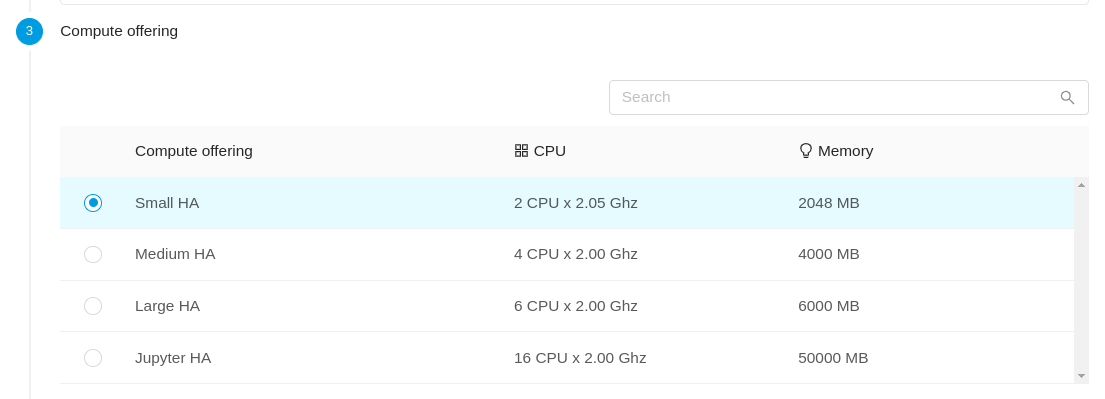 3 Compute offering
Search
Compute offering CPU Memory
Small HA 2 CPU x 2.05 Ghz 2048 MB
Medium HA 4 CPU x 2.00 Ghz 4000 MB
Large HA 6 CPU x 2.00 Ghz 6000 MB
Jupyter HA 16 CPU x 2.00 Ghz 50000 MB